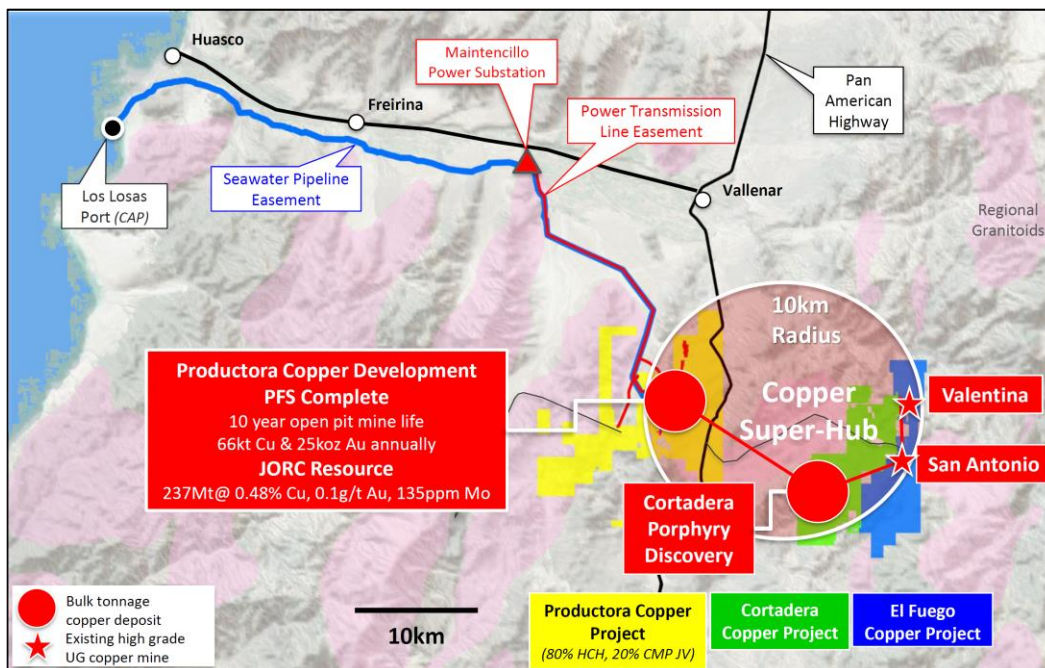 Huasco
Maintencillo
Power Substation
Freirina
Power Transmission
Line Easement
Pan
American
Highway
Los Losas
Port (CAP)
Seawater Pipeline
Easement
Vallenar
Regional
Granitoids
10km
Radius
Productora Copper Development
PFS Complete
10 year open pit mine life
66kt Cu & 25koz Au annually
JORC Resource
237Mt@ 0.48% Cu, 0.1g/t Au, 135ppm Mo
Copper
Super-Hub
Valentina
San Antonio
Cortadera
Porphyry
Discovery
Bulk tonnage
copper deposit
Existing high grade
UG copper mine
10km
Productora Copper
Project
(80% HCH, 20% CMP JV)
Cortadera
Copper Project
El Fuego
Copper Project